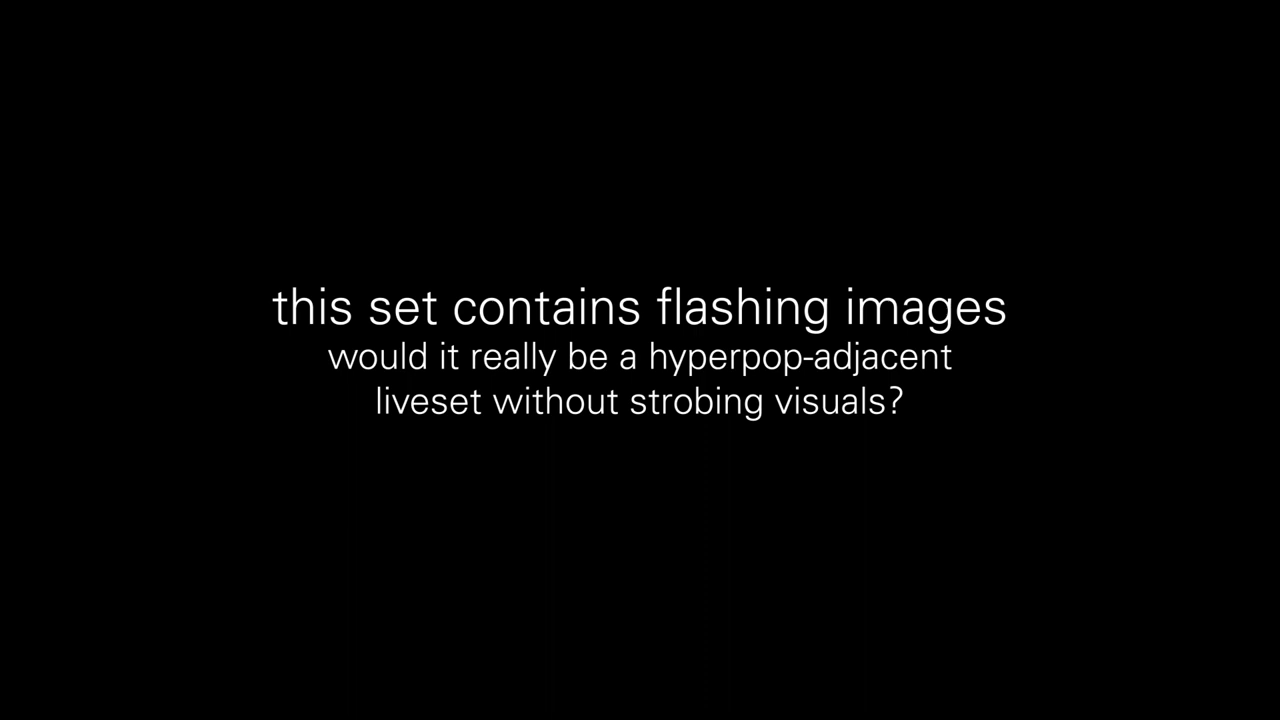 this set contains flashing images
would it really be a hyperpop-adjacent
liveset without strobing visuals?